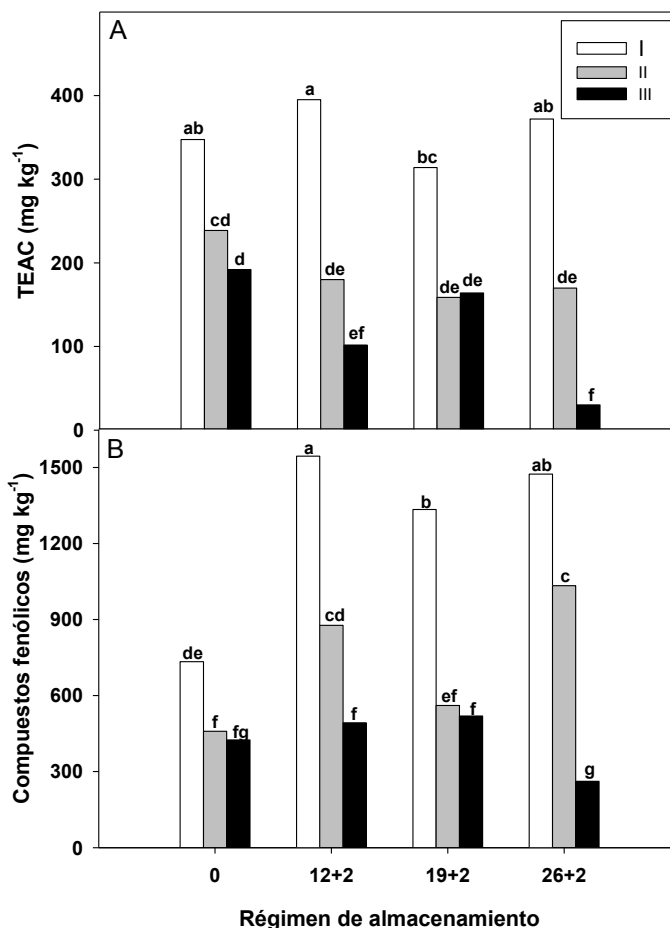 A
I
II
III
TEAC (mg kg-1)
400
300
200
100
0
ab
cd
d
a
de
ef
bc
de
de
ab
de
f
B
Compuestos fenólicos (mg kg-1)
1500
1200
900
600
300
0
de
f
fg
a
cd
f
b
ef
f
ab
c
g
0 12+2 19+2 26+2
Régimen de almacenamiento